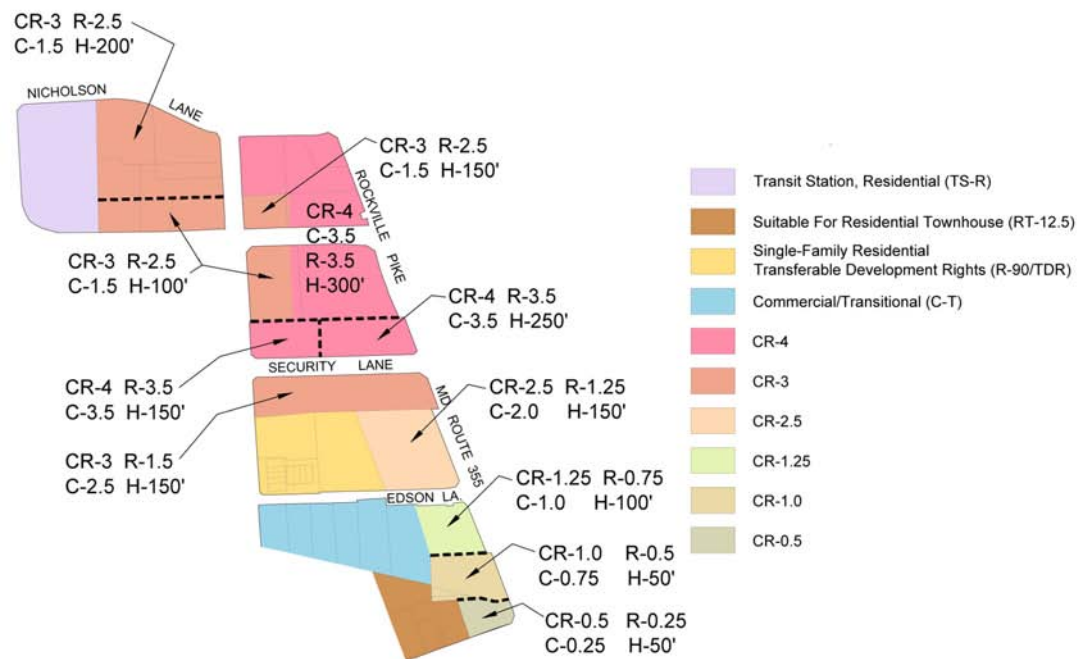 CR-3 R-2.5
C-1.5 H-200'
NICHOLSON
LANE
CR-3 R-2.5
C-1.5 H-150'
ROCKVILLE PIKE
CR-4
C-3.5
R-3.5
H-300'
CR-3 R-2.5
C-1.5 H-100'
CR-4 R-3.5
C-3.5 H-250'
SECURITY LANE
CR-4 R-3.5
C-3.5 H-150'
CR-2.5 R-1.25
C-2.0 H-150'
MD. ROUTE 355
CR-3 R-1.5
C-2.5 H-150'
EDSON LA.
CR-1.25 R-0.75
C-1.0 H-100'
CR-1.0 R-0.5
C-0.75 H-50'
CR-0.5 R-0.25
C-0.25 H-50'
Transit Station, Residential (TS-R)
Suitable For Residential Townhouse (RT-12.5)
Single-Family Residential
Transferable Development Rights (R-90/TDR)
Commercial/Transitional (C-T)
CR-4
CR-3
CR-2.5
CR-1.25
CR-1.0
CR-0.5